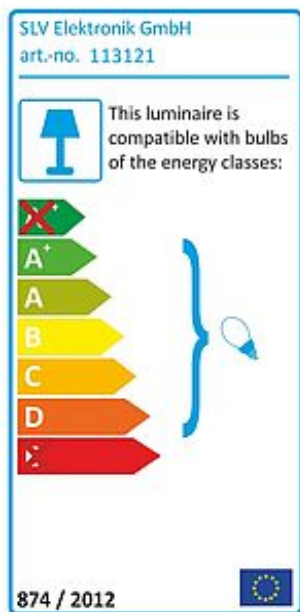 SLV Elektronik GmbH
art.-no. 113121
This luminaire is
compatible with bulbs
of the energy classes:
A⁺
A
B
C
D
874 / 2012